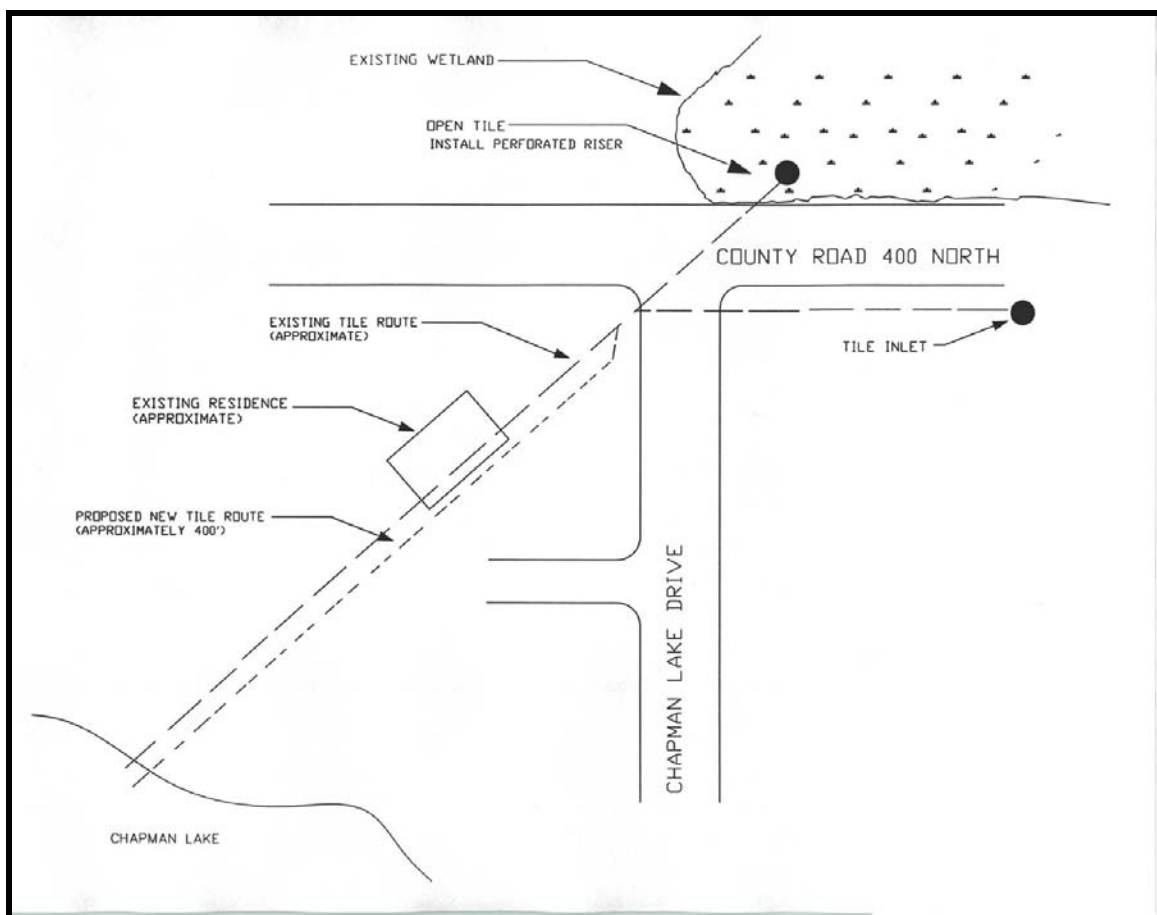 EXISTING WETLAND
OPEN TILE
INSTALL PERFORATED RISER
COUNTY ROAD 400 NORTH
EXISTING TILE ROUTE
(APPROXIMATE)
TILE INLET
EXISTING RESIDENCE
(APPROXIMATE)
PROPOSED NEW TILE ROUTE
(APPROXIMATELY 400')
CHAPMAN LAKE DRIVE
CHAPMAN LAKE